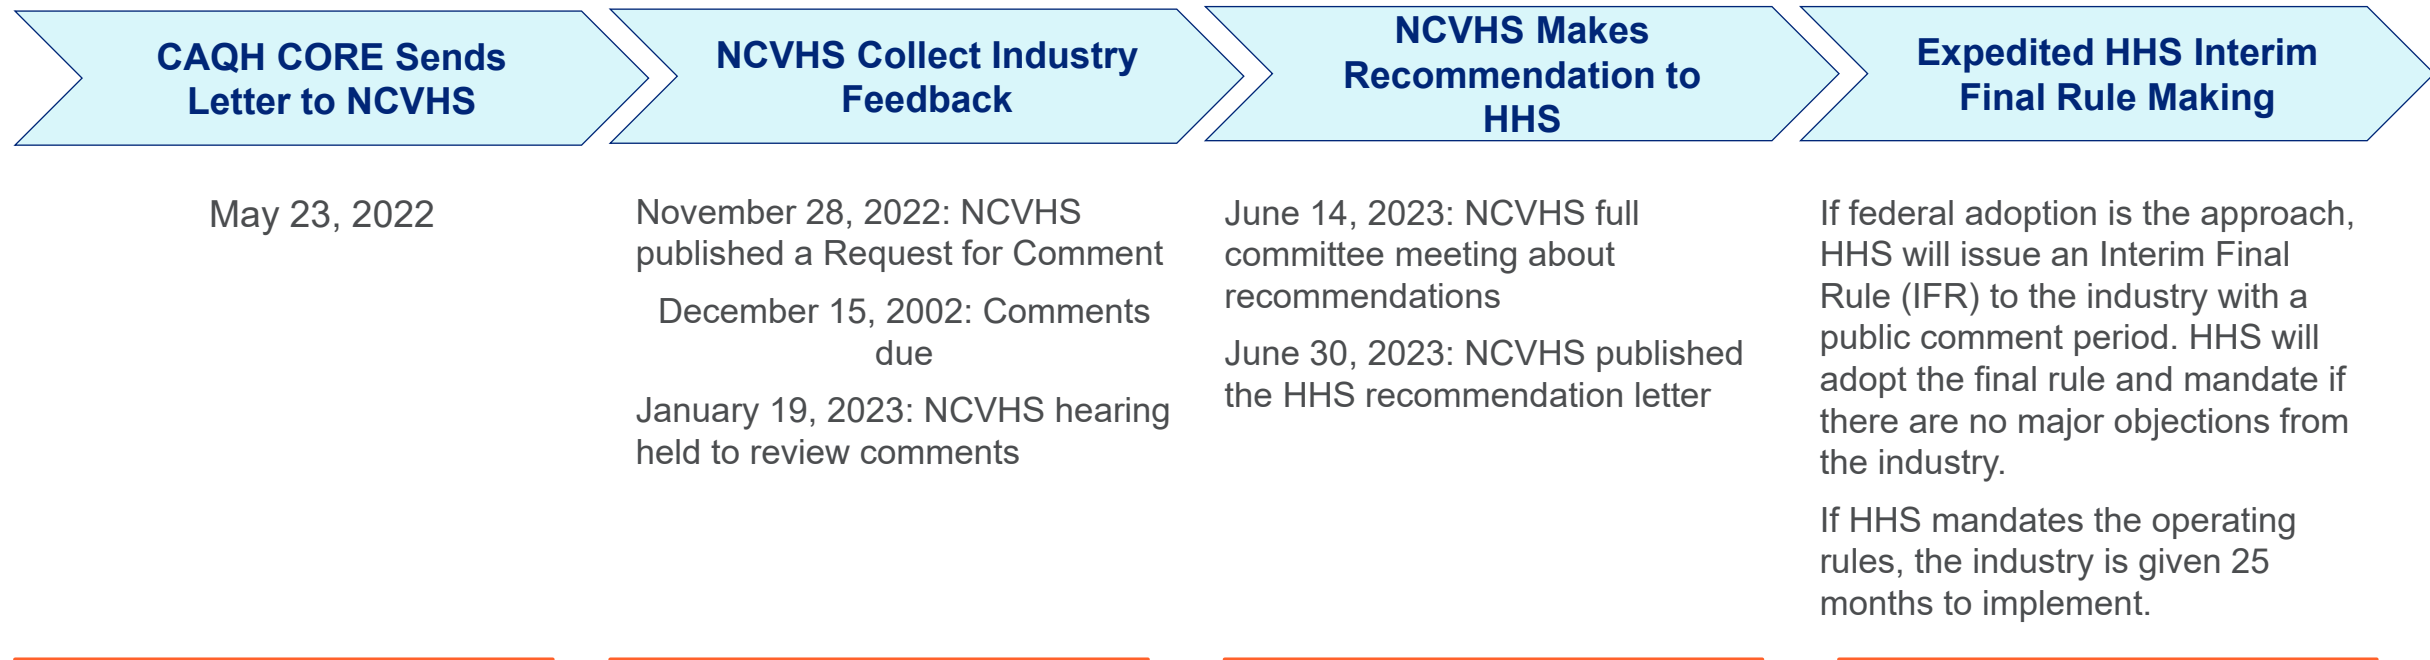 CAQH CORE Sends
Letter to NCVHS
May 23, 2022
NCVHS Collect Industry
Feedback
November 28, 2022: NCVHS
published a Request for Comment
December 15, 2002: Comments
due
January 19, 2023: NCVHS hearing
held to review comments
NCVHS Makes
Recommendation to
HHS
June 14, 2023: NCVHS full
committee meeting about
recommendations
June 30, 2023: NCVHS published
the HHS recommendation letter
Expedited HHS Interim
Final Rule Making
If federal adoption is the approach,
HHS will issue an Interim Final
Rule (IFR) to the industry with a
public comment period. HHS will
adopt the final rule and mandate if
there are no major objections from
the industry.
If HHS mandates the operating
rules, the industry is given 25
months to implement.